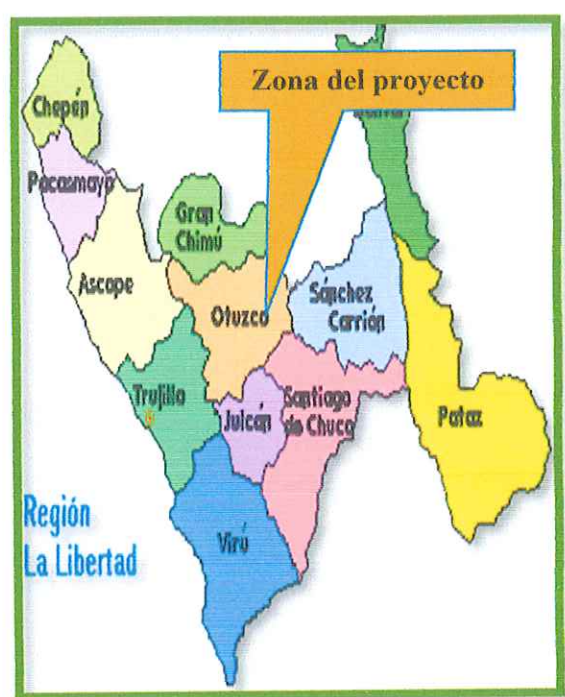 Zona del proyecto
Chepén
Pacasmayo
Gran
Chimú
Ascope
Otuzco
Sánchez
Carrión
Trujillo
Julcán
Santiago
de Chuco
Pataz
Región
La Libertad
Virú